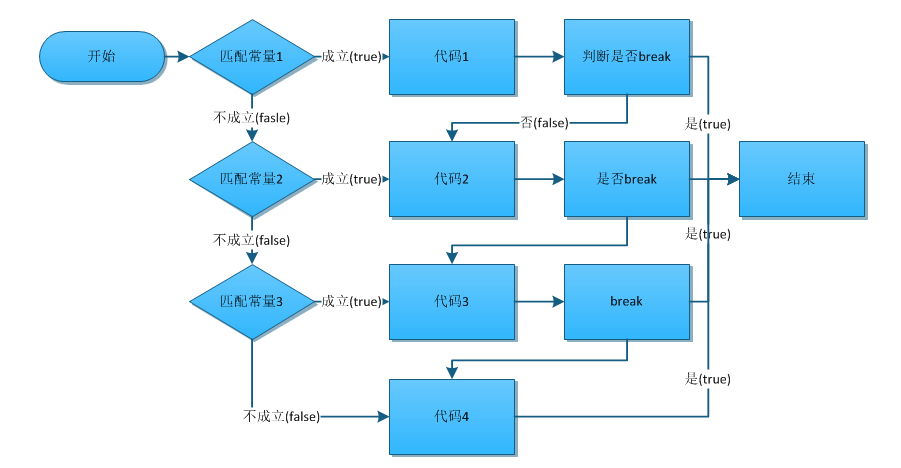 开始
匹配常量1
成立(true)
代码1
判断是否break
不成立(fasle)
否(false)
是(true)
匹配常量2
成立(true)
代码2
是否break
结束
不成立(false)
是(true)
匹配常量3
成立(true)
代码3
break
是(true)
不成立(false)
代码4